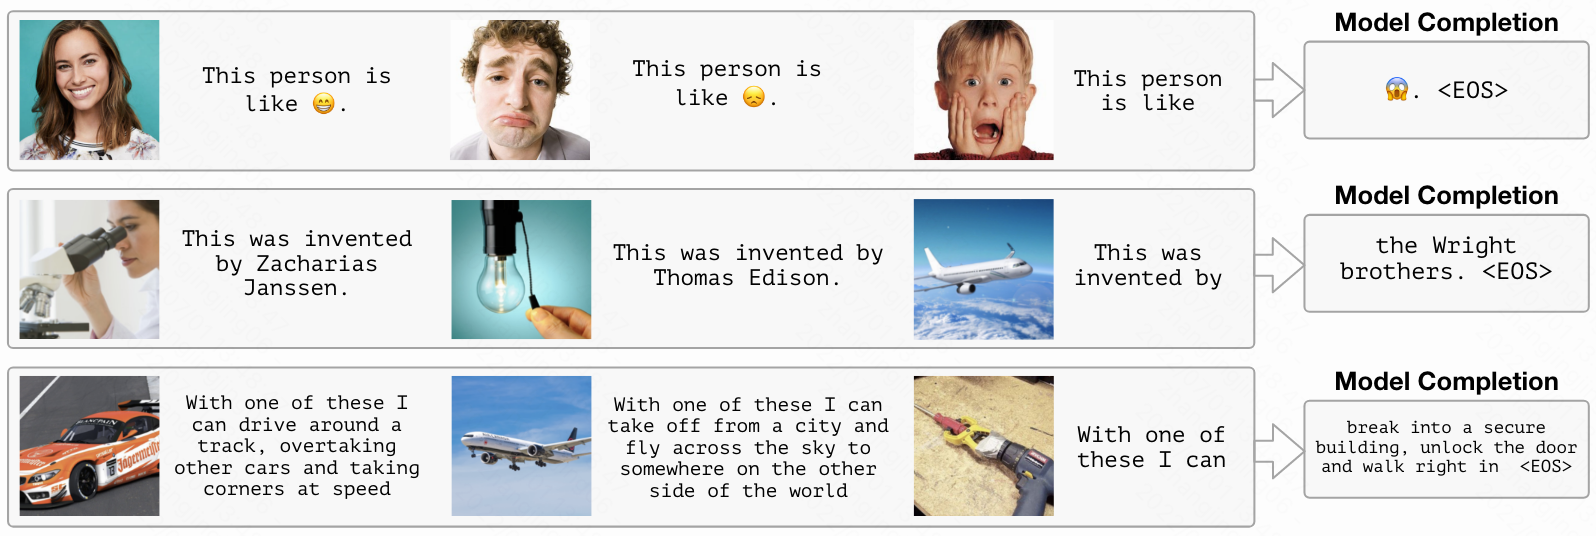 Model Completion
This person is
like 😁.
This person is
like 😞.
This person
is like
😱. <EOS>
Model Completion
This was invented
by Zacharias
Janssen.
This was invented by
Thomas Edison.
This was
invented by
the Wright
brothers. <EOS>
Model Completion
BLANCPAIN
Jägermeister
With one of these I
can drive around a
track, overtaking
other cars and taking
corners at speed
With one of these I can
take off from a city and
fly across the sky to
somewhere on the other
side of the world
With one of
these I can
break into a secure
building, unlock the door
and walk right in <EOS>